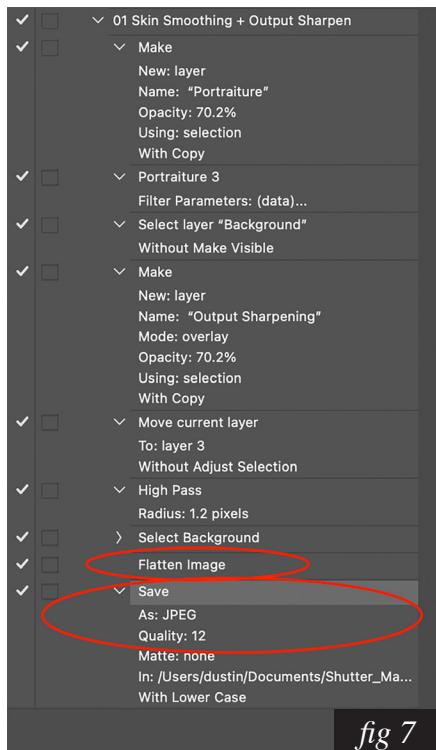 01 Skin Smoothing + Output Sharpen
Make
New: layer
Name: “Portraiture”
Opacity: 70.2%
Using: selection
With Copy
Portraiture 3
Filter Parameters: (data)...
Select layer “Background”
Without Make Visible
Make
New: layer
Name: “Output Sharpening”
Mode: overlay
Opacity: 70.2%
Using: selection
With Copy
Move current layer
To: layer 3
Without Adjust Selection
High Pass
Radius: 1.2 pixels
Select Background
Flatten Image
Save
As: JPEG
Quality: 12
Matte: none
In: /Users/dustin/Documents/Shutter_Ma...
With Lower Case
fig 7